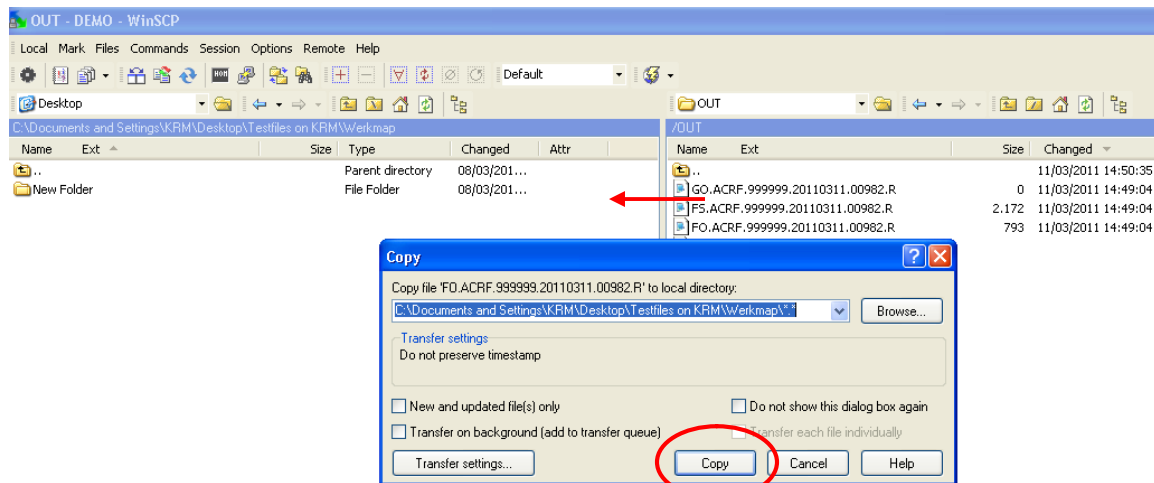 OUT - DEMO - WinSCP
Local Mark Files Commands Session Options Remote Help
Default
Desktop
OUT
C:\Documents and Settings\KRM\Desktop\Testfiles on KRM\Werkmap
/OUT
Name Ext Size Type Changed Attr
Name Ext Size Changed
.. Parent directory 08/03/201...
.. 11/03/2011 14:50:35
New Folder File Folder 08/03/201...
GO.ACRF.999999.20110311.00982.R 0 11/03/2011 14:49:04
FS.ACRF.999999.20110311.00982.R 2.172 11/03/2011 14:49:04
FO.ACRF.999999.20110311.00982.R 793 11/03/2011 14:49:04
Copy
Copy file 'FO.ACRF.999999.20110311.00982.R' to local directory:
C:\Documents and Settings\KRM\Desktop\Testfiles on KRM\Werkmap\*.*
Browse...
Transfer settings
Do not preserve timestamp
New and updated file(s) only
Do not show this dialog box again
Transfer on background (add to transfer queue)
Transfer each file individually
Transfer settings...
Copy
Cancel
Help